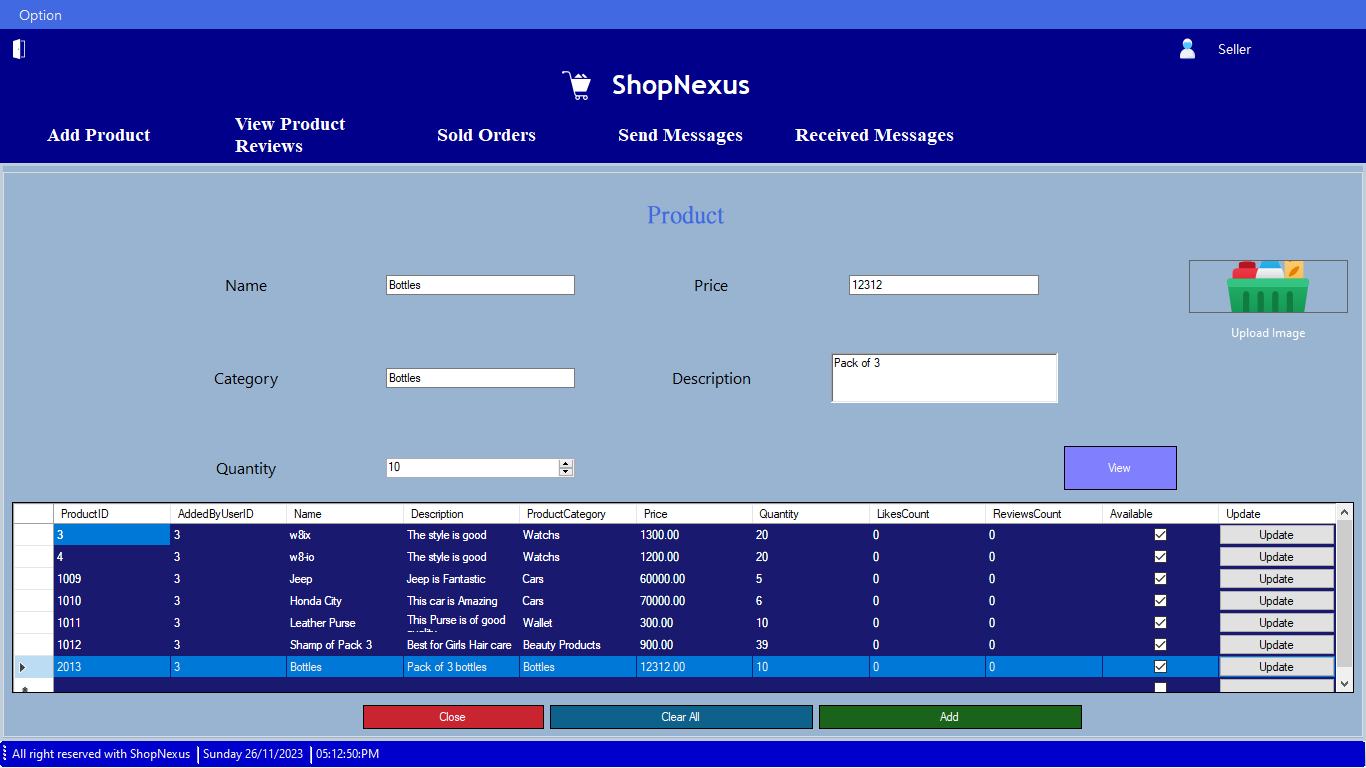 Option
Seller
ShopNexus
Add Product
View Product
Reviews
Sold Orders
Send Messages
Received Messages
Product
Name
Bottles
Price
12312
Upload Image
Category
Bottles
Description
Pack of 3
Quantity
10
View
ProductID AddedByUserID Name Description ProductCategory Price Quantity LikesCount ReviewsCount Available Update
3 3 w8x The style is good Watchs 1300.00 20 0 0 Update
4 3 w8-io The style is good Watchs 1200.00 20 0 0 Update
1009 3 Jeep Jeep is Fantastic Cars 60000.00 5 0 0 Update
1010 3 Honda City This car is Amazing Cars 70000.00 6 0 0 Update
1011 3 Leather Purse This Purse is of good Wallet 300.00 10 0 0 Update
1012 3 Shamp of Pack 3 Best for Girls Hair care Beauty Products 900.00 39 0 0 Update
2013 3 Bottles Pack of 3 bottles Bottles 12312.00 10 0 0 Update
Close
Clear All
Add
All right reserved with ShopNexus Sunday 26/11/2023 05:12:50:PM